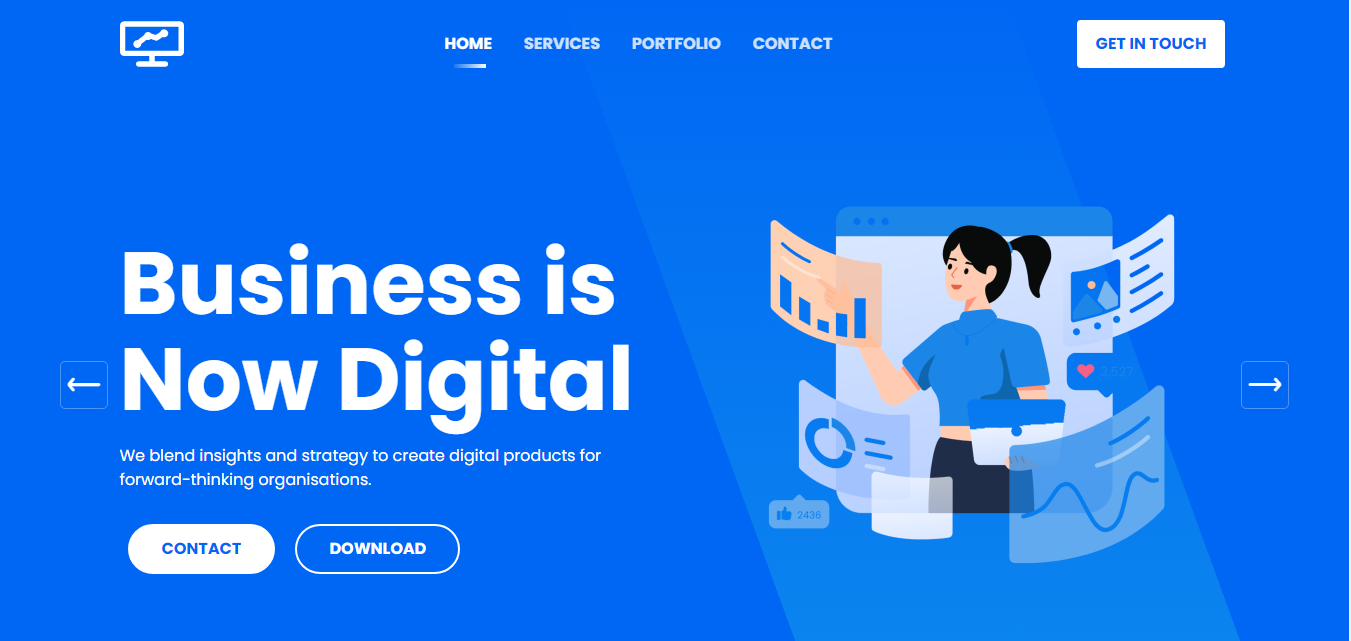 HOME SERVICES PORTFOLIO CONTACT GET IN TOUCH
Business is
Now Digital
We blend insights and strategy to create digital products for
forward-thinking organisations.
CONTACT DOWNLOAD
2,527
2436